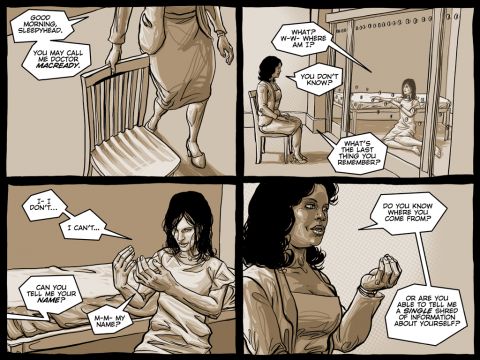 GOOD
MORNING,
SLEEPYHEAD.
YOU MAY CALL
ME DOCTOR
MACREADY.
WHAT?
W-W- WHERE
AM I?
YOU DON'T
KNOW?
WHAT'S
THE LAST
THING YOU
REMEMBER?
I- I
DON'T...
I CAN'T...
CAN YOU
TELL ME YOUR
NAME?
M-M- MY
NAME?
DO YOU KNOW
WHERE YOU
COME FROM?
OR ARE YOU
ABLE TO TELL ME
A SINGLE SHRED
OF INFORMATION
ABOUT YOURSELF?